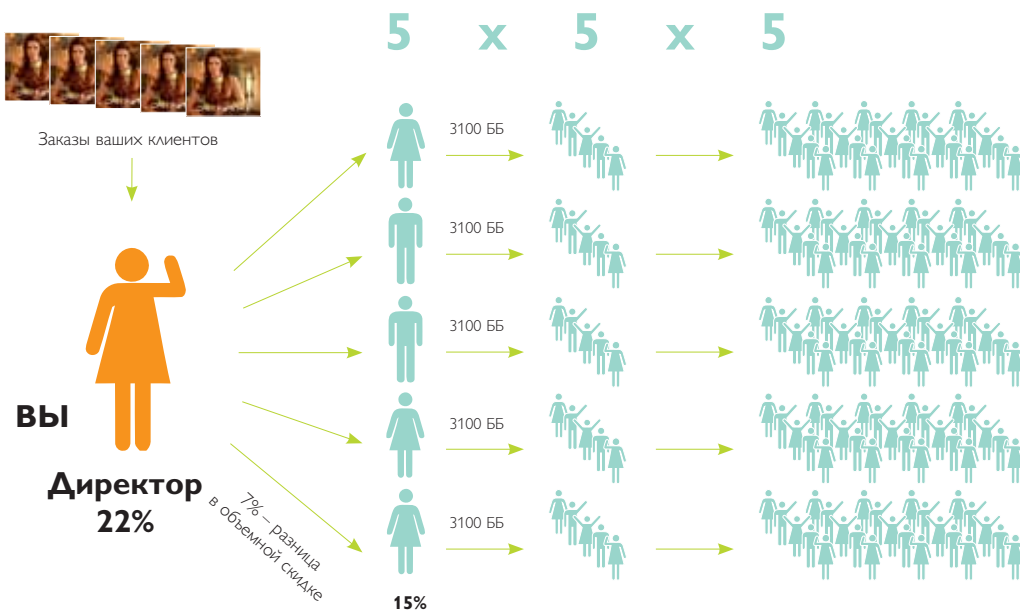 5 x 5 x 5
Заказы ваших клиентов
3100 ББ
3100 ББ
3100 ББ
3100 ББ
3100 ББ
ВЫ
Директор
22%
7% – разница
в объемной скидке
15%